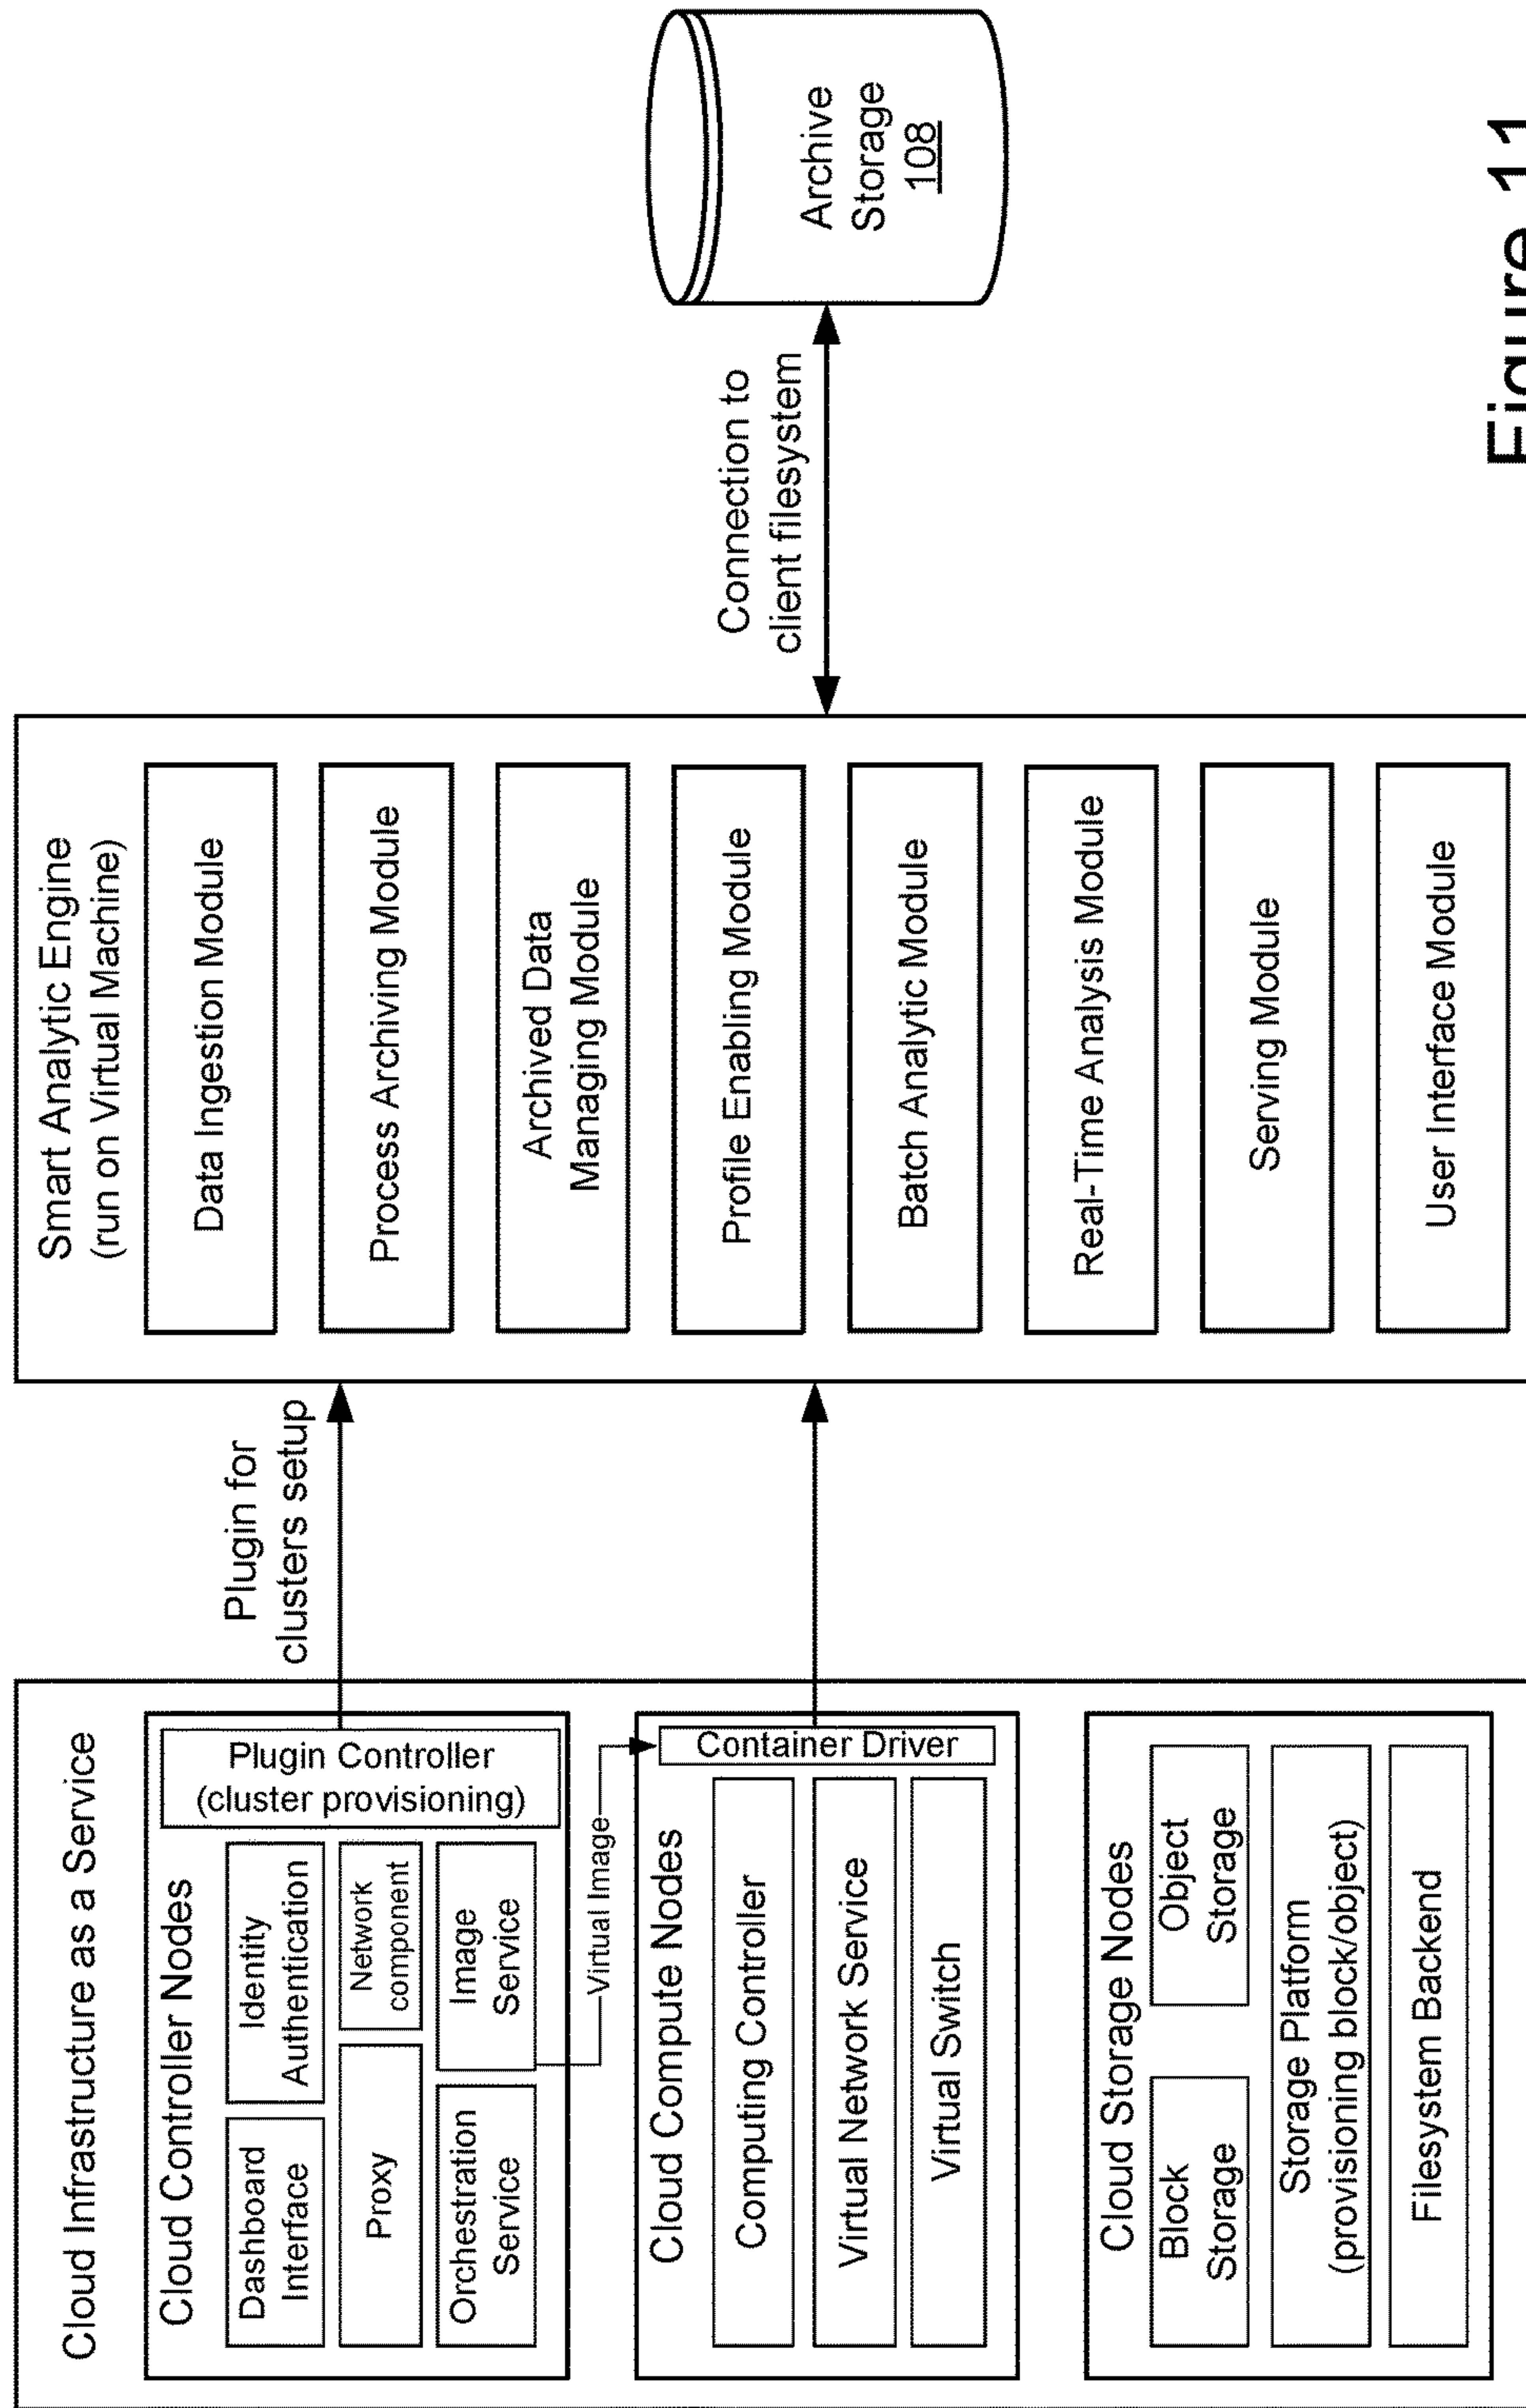 Cloud Infrastructure as a Service
Cloud Controller Nodes
Dashboard
Interface
Identity
Authentication
Proxy
Network
component
Orchestration
Service
Image
Service
Plugin Controller
(cluster provisioning)
Virtual Image
Cloud Compute Nodes
Computing Controller
Virtual Network Service
Virtual Switch
Container Driver
Cloud Storage Nodes
Block
Storage
Object
Storage
Storage Platform
(provisioning block/object)
Filesystem Backend
Plugin for
clusters setup
Smart Analytic Engine
(run on Virtual Machine)
Data Ingestion Module
Process Archiving Module
Archived Data
Managing Module
Profile Enabling Module
Batch Analytic Module
Real-Time Analysis Module
Serving Module
User Interface Module
Connection to
client filesystem
Archive
Storage
108
Figure 11